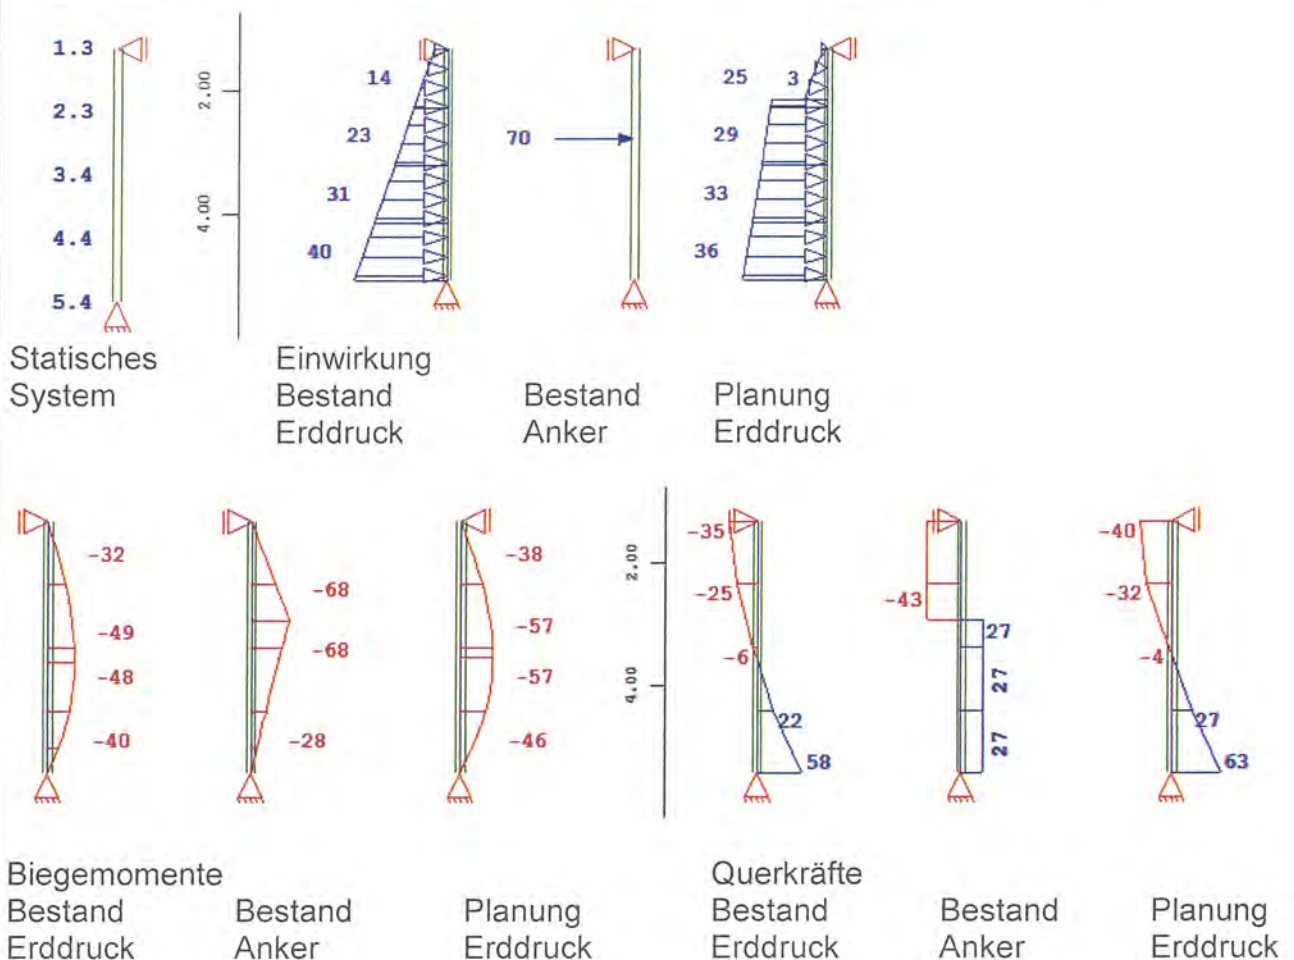 1.3
2.3
3.4
4.4
5.4
2.00
4.00
14
23
31
40
70
25 3
29
33
36
Statisches
System
Einwirkung
Bestand
Erddruck
Bestand
Anker
Planung
Erddruck
-32
-49
-48
-40
-68
-68
-28
-38
-57
-57
-46
2.00
4.00
-35
-25
-6
22
58
-43
27
27
27
-40
-32
-4
27
63
Biegemomente
Bestand
Erddruck
Bestand
Anker
Planung
Erddruck
Querkräfte
Bestand
Erddruck
Bestand
Anker
Planung
Erddruck